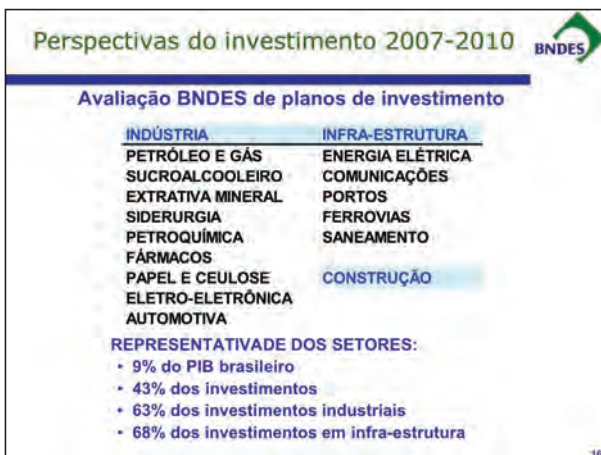 Perspectivas do investimento 2007-2010
BNDES
Avaliação BNDES de planos de investimento
INDÚSTRIA INFRA-ESTRUTURA
PETRÓLEO E GÁS ENERGIA ELÉTRICA
SUCROALCOOLEIRO COMUNICAÇÕES
EXTRATIVA MINERAL PORTOS
SIDERURGIA FERROVIAS
PETROQUÍMICA SANEAMENTO
FÁRMACOS
PAPEL E CEULOSE CONSTRUÇÃO
ELETRO-ELETRÔNICA
AUTOMOTIVA
REPRESENTATIVADE DOS SETORES:
• 9% do PIB brasileiro
• 43% dos investimentos
• 63% dos investimentos industriais
• 68% dos investimentos em infra-estrutura